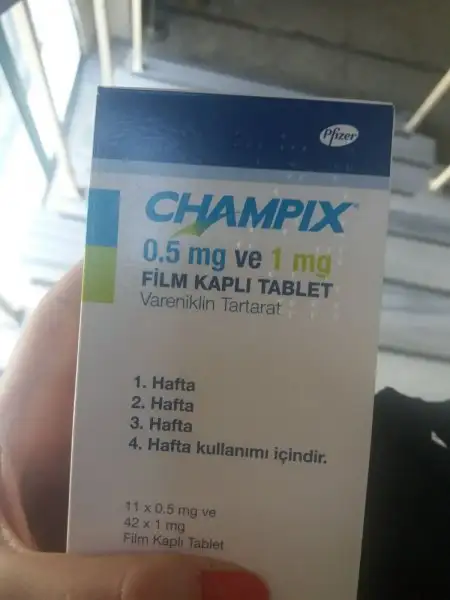 Pfizer
CHAMPIX
0.5 mg ve 1 mg
FİLM KAPLI TABLET
Vareniklin Tartarat
1. Hafta
2. Hafta
3. Hafta
4. Hafta kullanımı içindir.
11 x 0.5 mg ve
42 x 1 mg
Film Kaplı Tablet